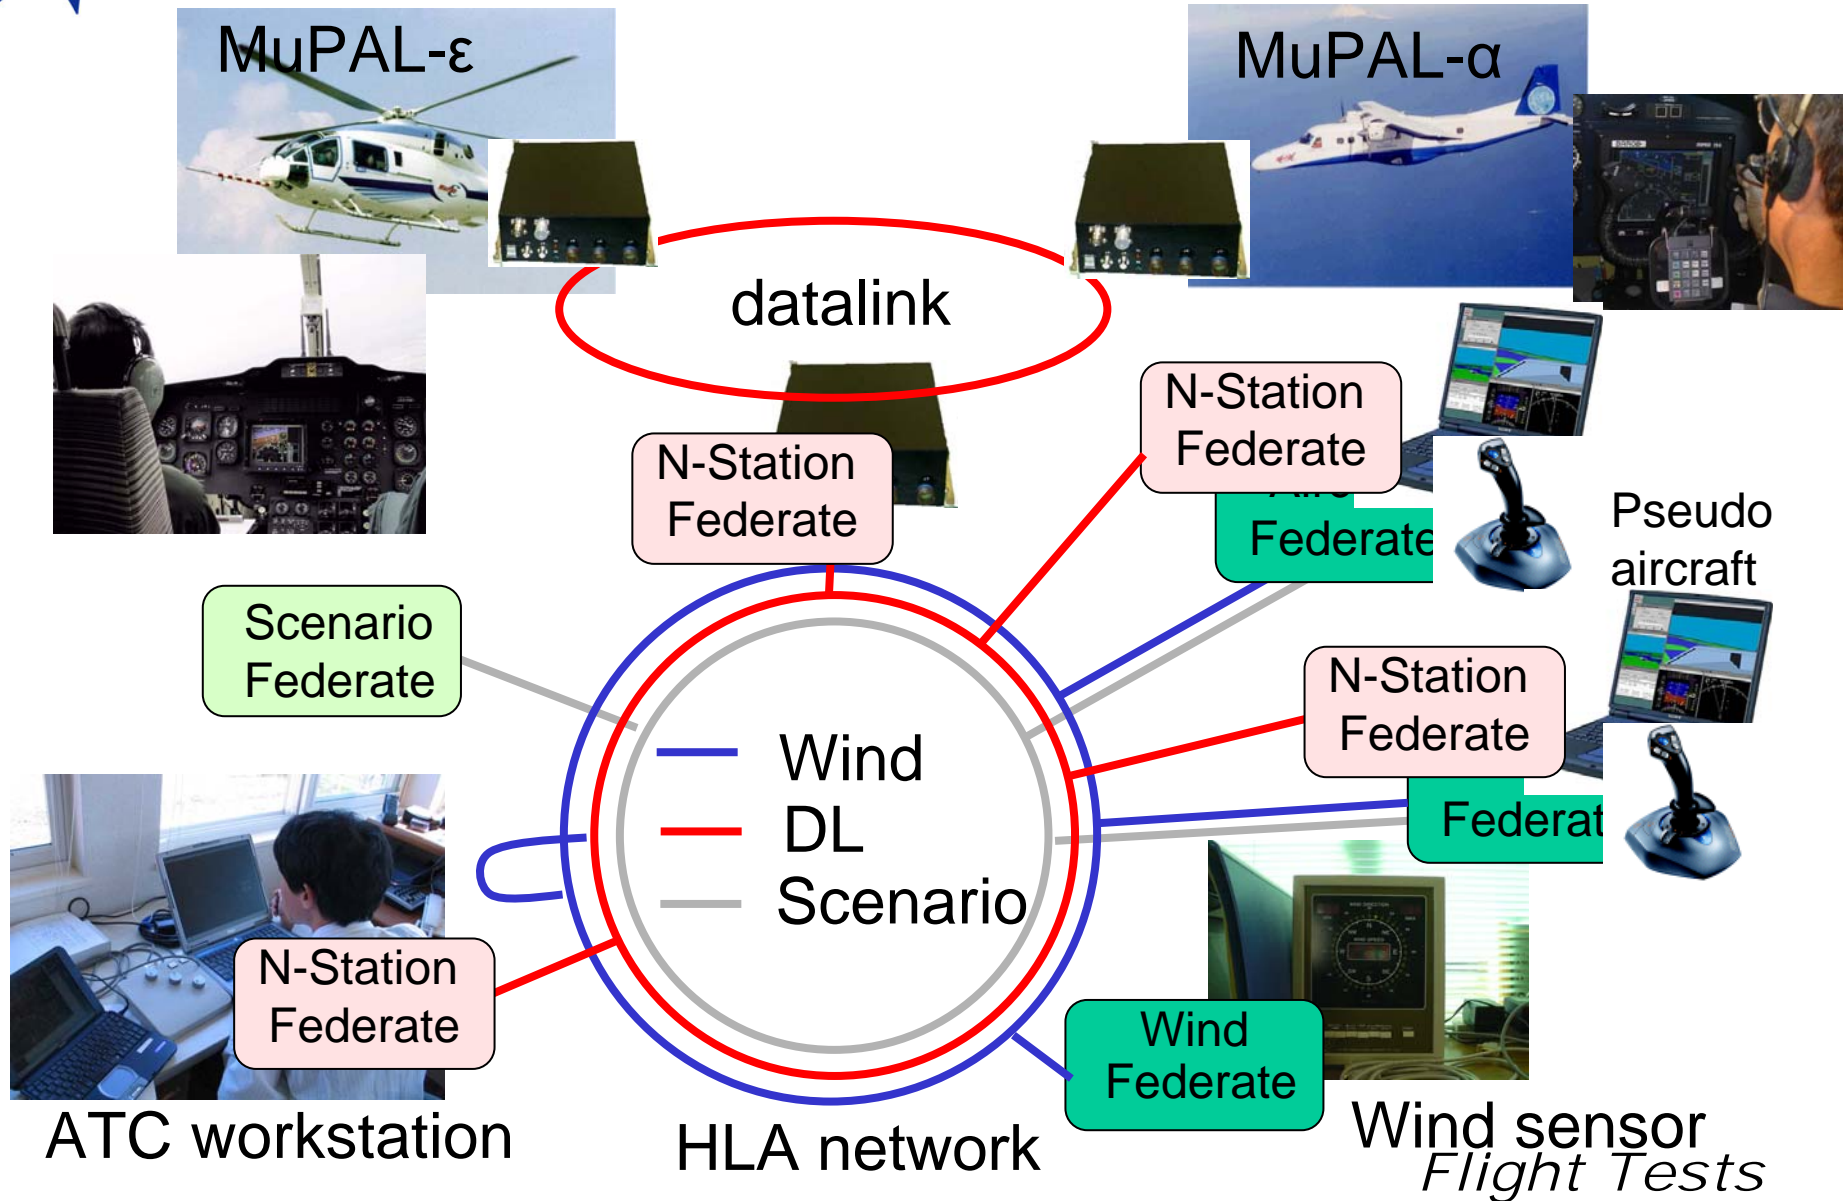 MuPAL-ε
MuPAL-α
datalink
N-Station
Federate
N-Station
Federate
Federate
Pseudo
aircraft
Scenario
Federate
N-Station
Federate
Wind
DL
Scenario
Federat
N-Station
Federate
Wind
Federate
ATC workstation
HLA network
Wind sensor
Flight Tests